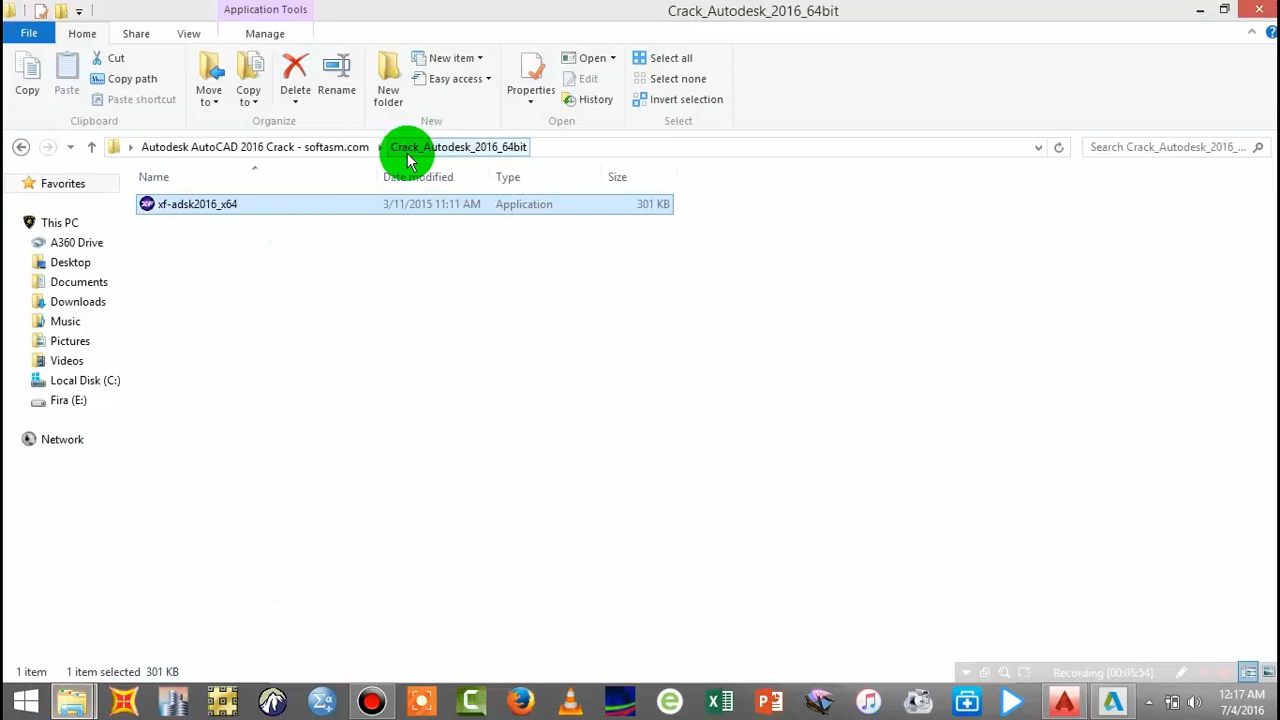 Application Tools
Crack_Autodesk_2016_64bit
File
Home
Share
View
Manage
Copy
Paste
Cut
Copy path
Paste shortcut
Clipboard
Move to
Copy to
Delete
Rename
Organize
New folder
New item
Easy access
New
Properties
Open
Edit
History
Open
Select all
Select none
Invert selection
Select
Autodesk AutoCAD 2016 Crack - softasm.com
Crack_Autodesk_2016_64bit
Search Crack_Autodesk_2016_...
Name
Date modified
Type
Size
xf-adsk2016_x64
3/11/2015 11:11 AM
Application
301 KB
Favorites
This PC
A360 Drive
Desktop
Documents
Downloads
Music
Pictures
Videos
Local Disk (C:)
Fira (E:)
Network
1 item
1 item selected 301 KB
Recording [00:05:54]
12:17 AM
7/4/2016